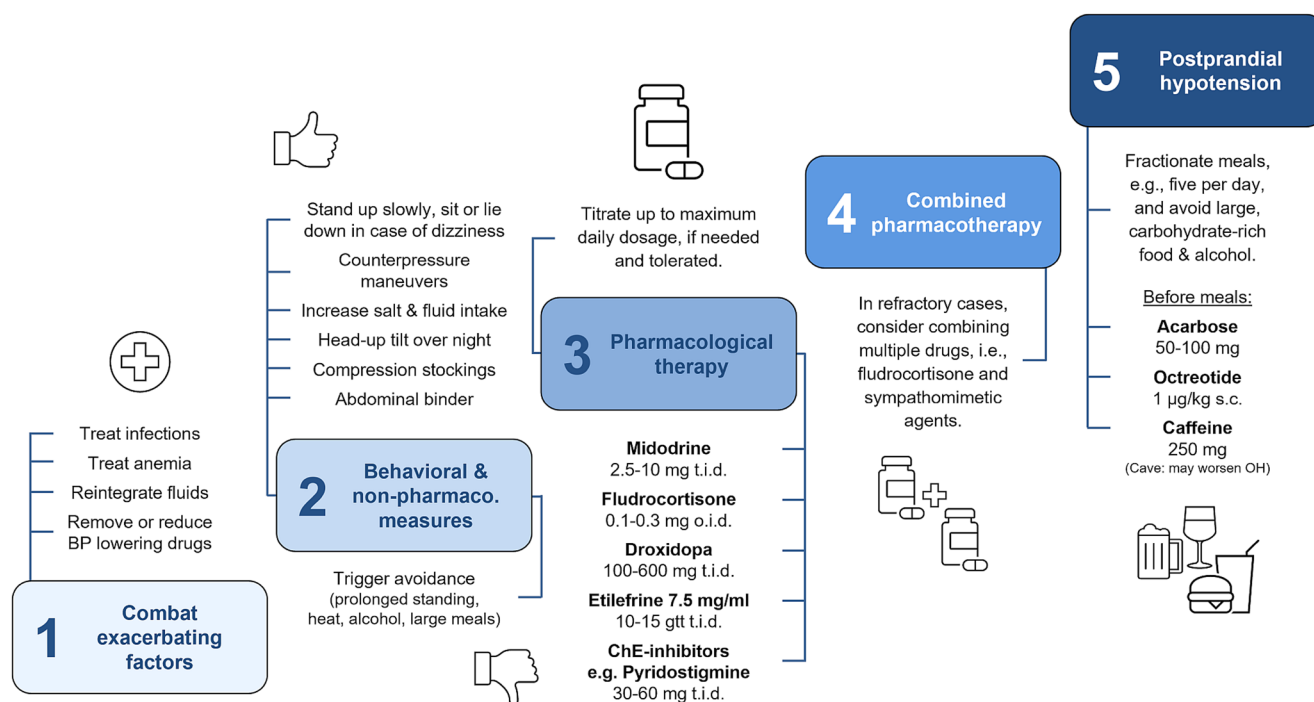 Treat infections
Treat anemia
Reintegrate fluids
Remove or reduce
BP lowering drugs
1
Combat
exacerbating
factors
Stand up slowly, sit or lie
down in case of dizziness
Counterpressure
maneuvers
Increase salt & fluid intake
Head-up tilt over night
Compression stockings
Abdominal binder
2
Behavioral &
non-pharmaco.
measures
Trigger avoidance
(prolonged standing,
heat, alcohol, large meals)
Titrate up to maximum
daily dosage, if needed
and tolerated.
3
Pharmacological
therapy
Midodrine
2.5-10 mg t.i.d.
Fludrocortisone
0.1-0.3 mg o.i.d.
Droxidopa
100-600 mg t.i.d.
Etilefrine 7.5 mg/ml
10-15 gtt t.i.d.
ChE-inhibitors
e.g. Pyridostigmine
30-60 mg t.i.d.
4
Combined
pharmacotherapy
In refractory cases,
consider combining
multiple drugs, i.e.,
fludrocortisone and
sympathomimetic
agents.
5
Postprandial
hypotension
Fractionate meals,
e.g., five per day,
and avoid large,
carbohydrate-rich
food & alcohol.
Before meals:
Acarbose
50-100 mg
Octreotide
1 µg/kg s.c.
Caffeine
250 mg
(Cave: may worsen OH)